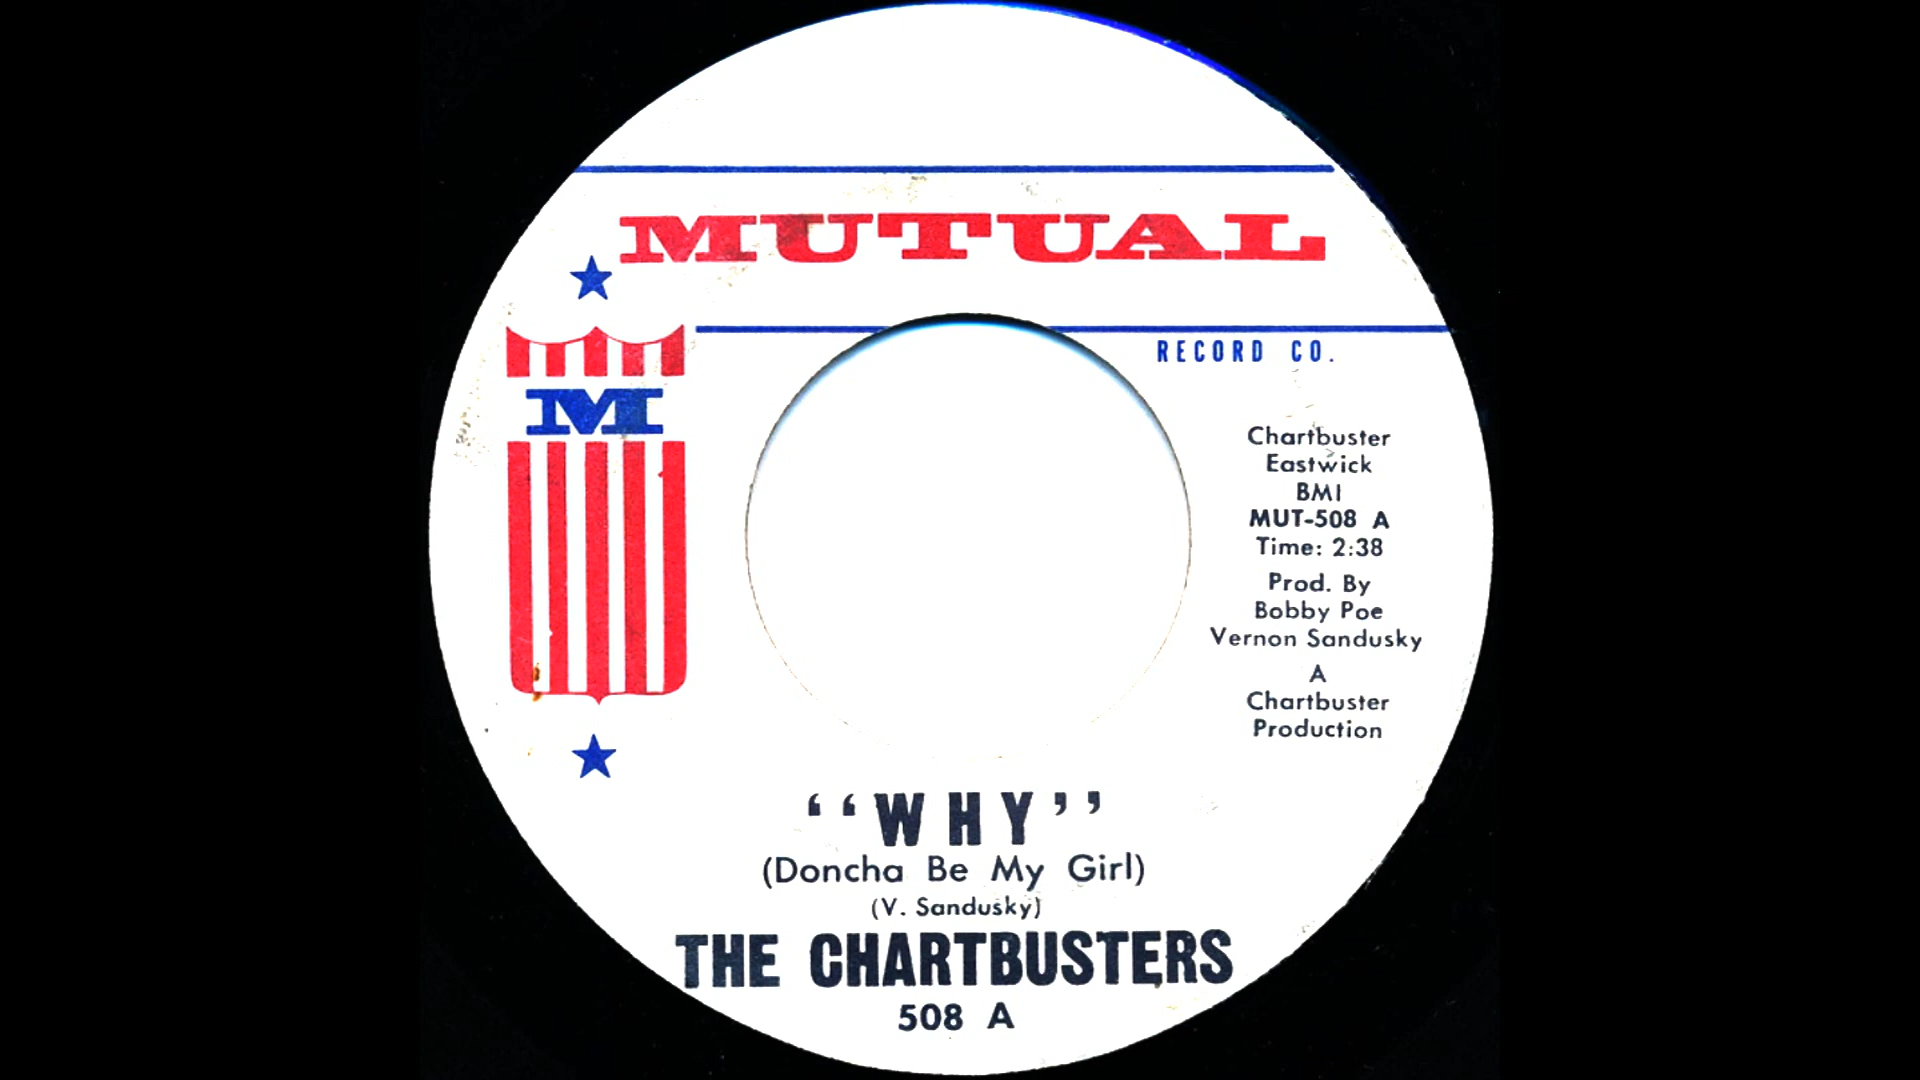 MUTUAL
RECORD CO.
M
Chartbuster
Eastwick
BMI
MUT-508 A
Time: 2:38
Prod. By
Bobby Poe
Vernon Sandusky
A
Chartbuster
Production
‘‘WHY’’
(Doncha Be My Girl)
(V. Sandusky)
THE CHARTBUSTERS
508 A